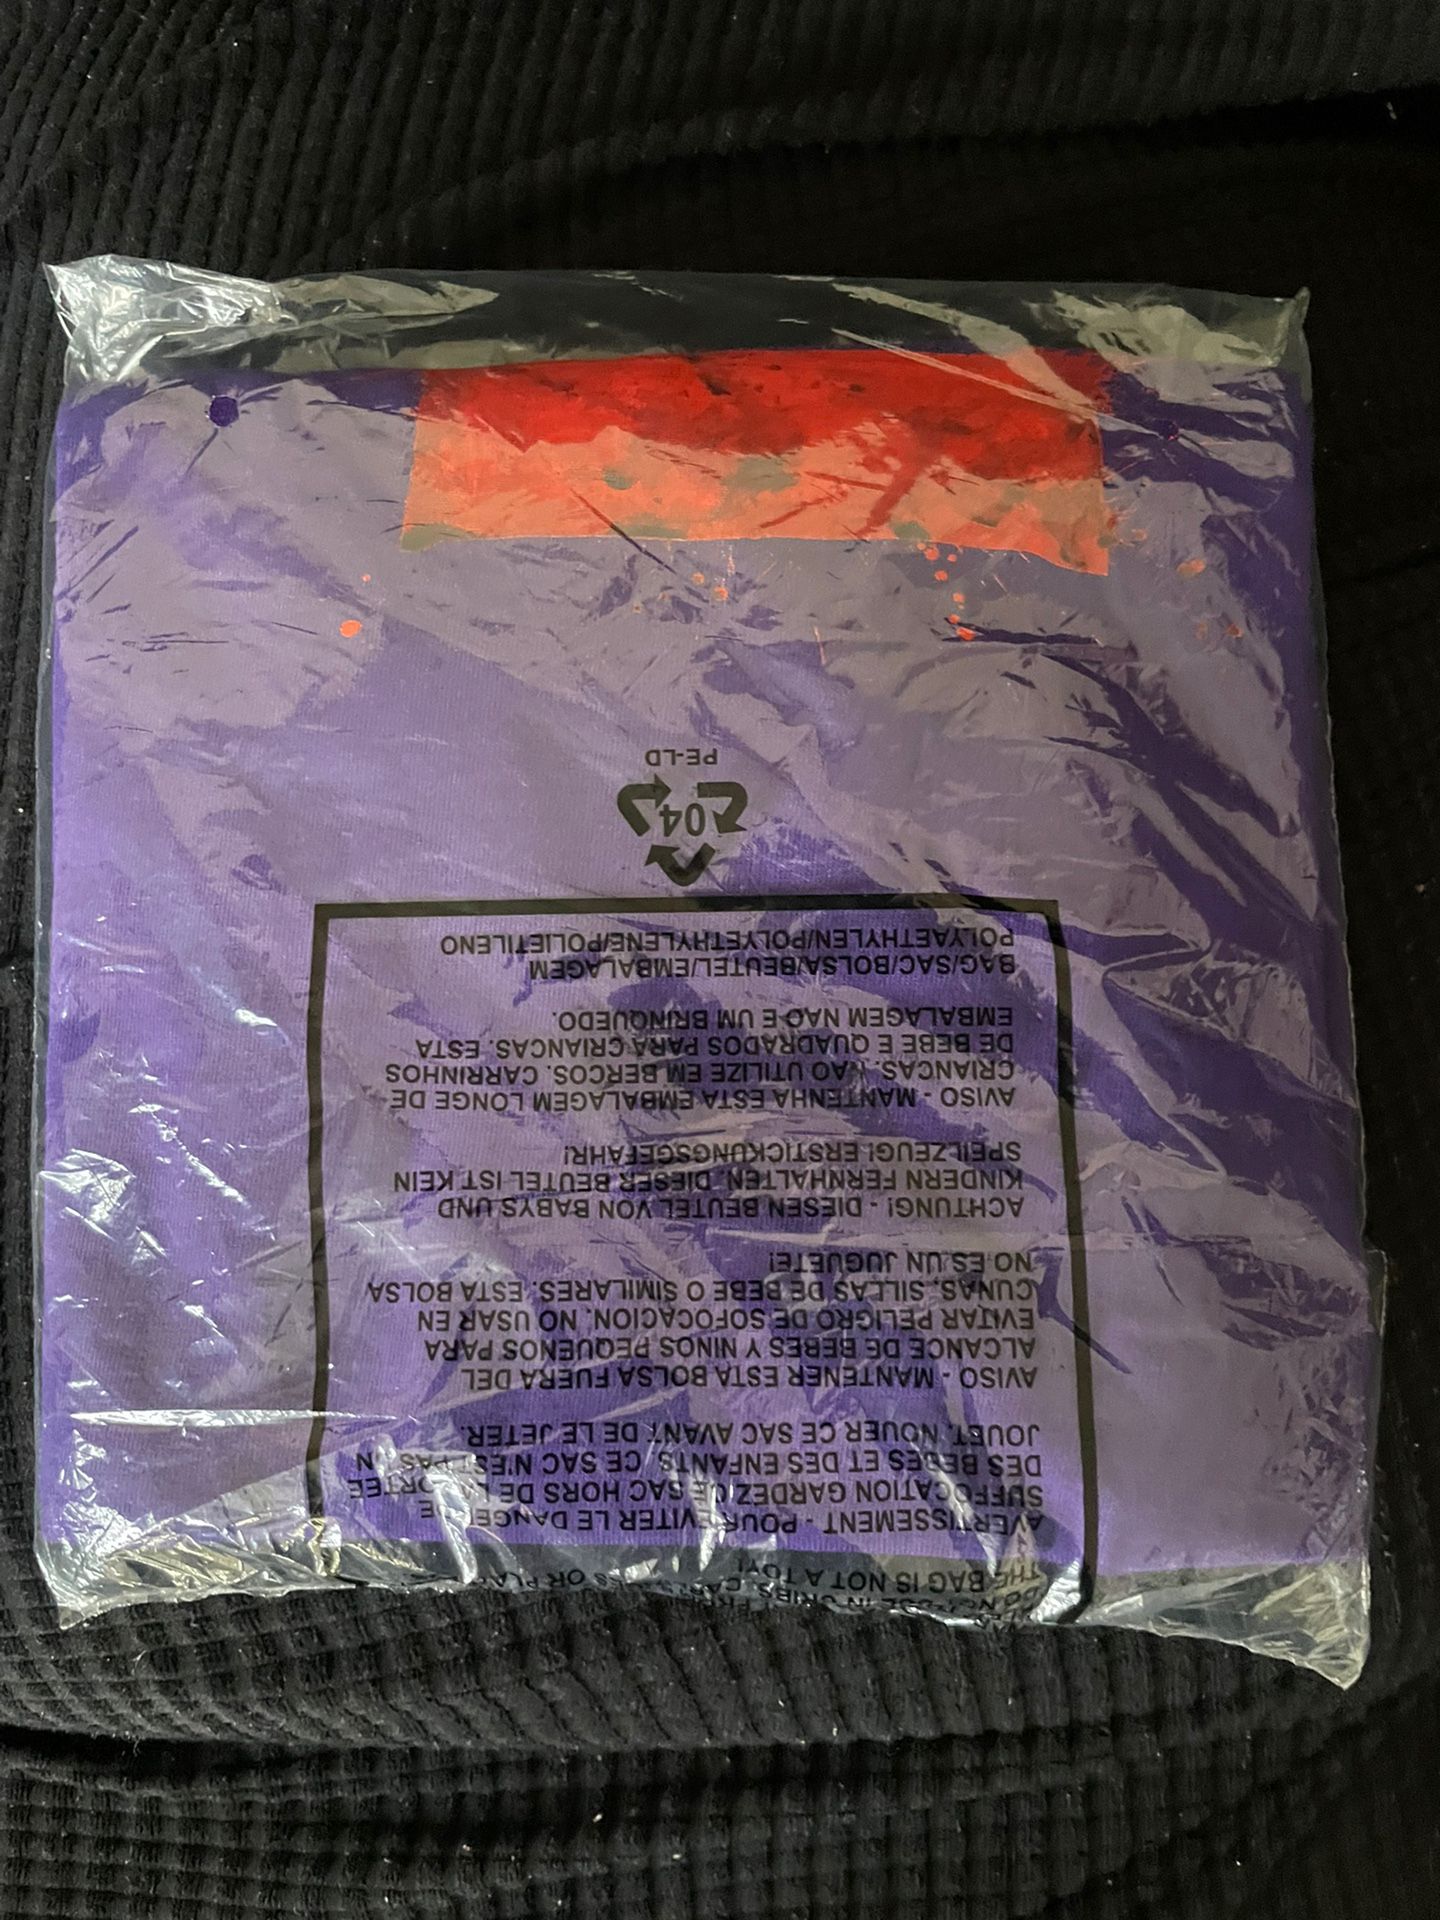 IN CRIBS, OR
THE BAG IS NOT A TOY!
AVERTISSEMENT - POUR EVITER LE DANGER DE
SUFFOCATION GARDEZ CE SAC HORS DE LA PORTEE
DES BEBES ET DES ENFANTS. CE SAC N'EST PAS UN
JOUET. NOUER CE SAC AVANT DE LE JETER.
AVISO - MANTENER ESTA BOLSA FUERA DEL
ALCANCE DE BEBES Y NINOS PEQUENOS PARA
EVITAR PELIGRO DE SOFOCACION, NO USAR EN
CUNAS, SILLAS DE BEBE O SIMILARES. ESTA BOLSA
NO ES UN JUGUETE!
ACHTUNG! - DIESEN BEUTEL VON BABYS UND
KINDERN FERNHALTEN. DIESER BEUTEL IST KEIN
SPEILZEUG! ERSTICKUNGSGEFAHR!
AVISO - MANTENHA ESTA EMBALAGEM LONGE DE
CRIANCAS. NAO UTILIZE EM BERCOS. CARRINHOS
DE BEBE E QUADRADOS PARA CRIANCAS. ESTA
EMBALAGEM NAO E UM BRINQUEDO.
BAG/SAC/BOLSA/BEUTEL/EMBALAGEM
POLYAETHYLEN/POLYETHYLENE/POLIETILENO
04
PE-LD